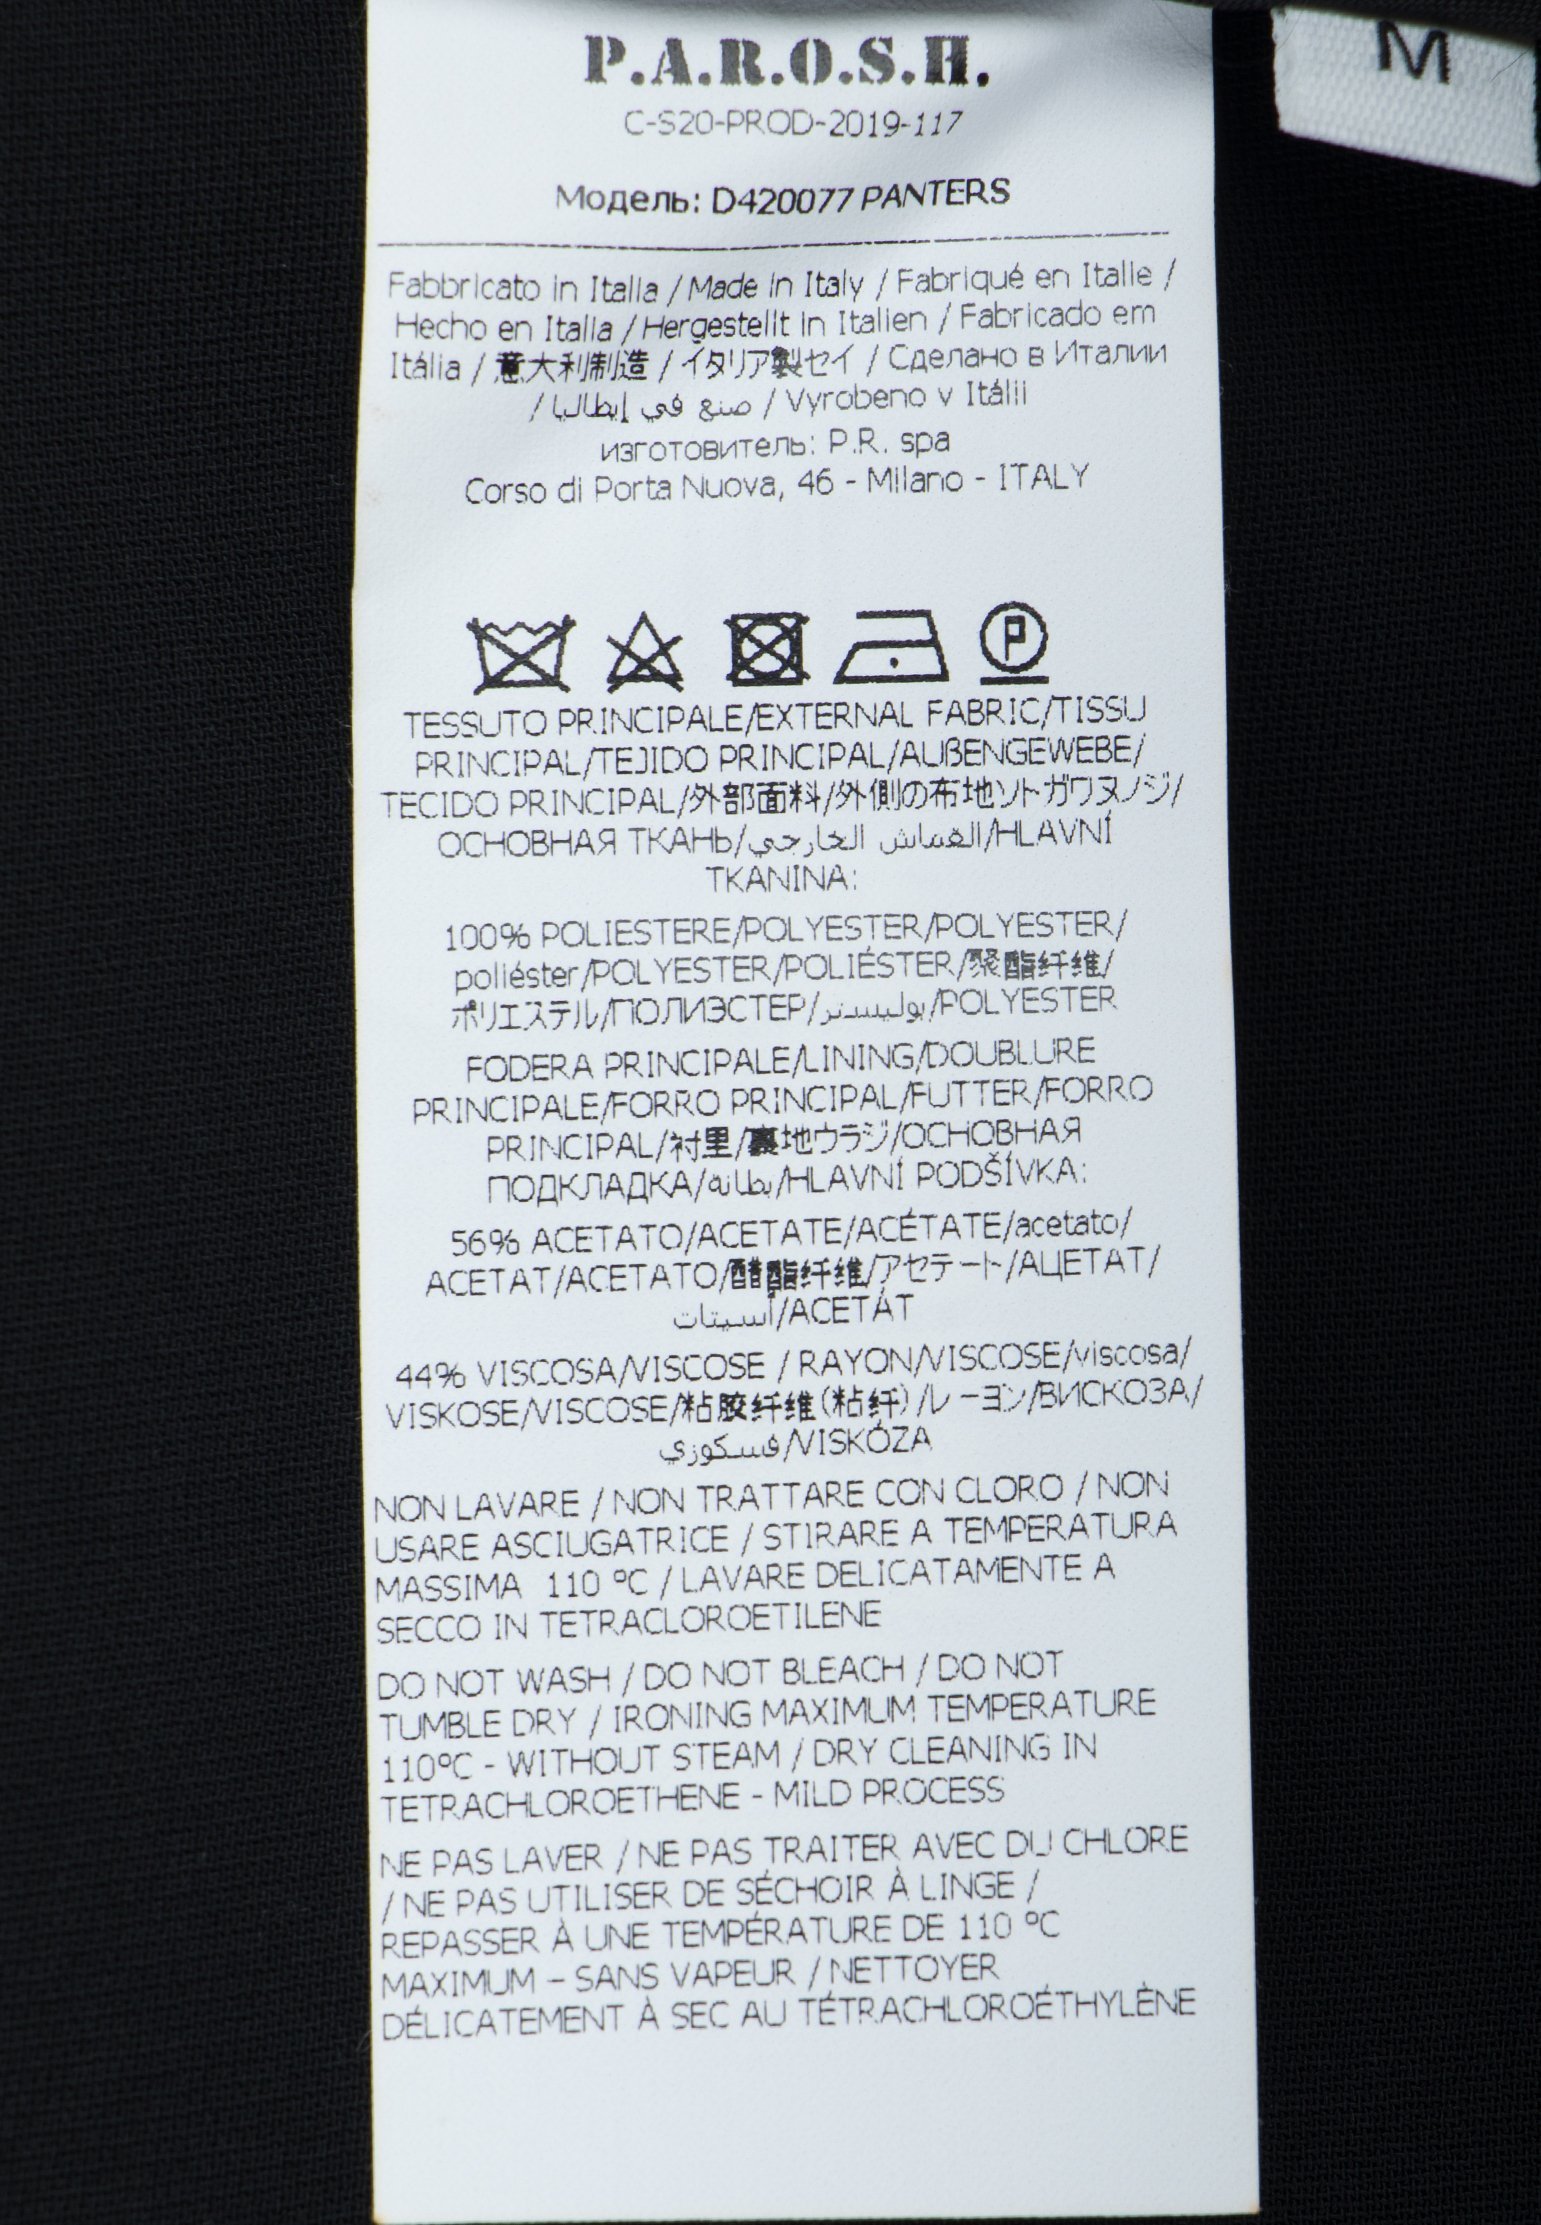 P.A.R.O.S.H.
M
C-S20-PROD-2019-117
Модель: D420077 PANTERS
Fabbricato in Italia / Made in Italy / Fabriqué en Italie /
Hecho en Italia / Hergestellt in Italien / Fabricado em
Itália / 意大利制造 / イタリア製セイ / Сделано в Италии
/ صنع في إيطاليا / Vyrobeno v Itálii
изготовитель: P.R. spa
Corso di Porta Nuova, 46 - Milano - ITALY
P
TESSUTO PRINCIPALE/EXTERNAL FABRIC/TISSU
PRINCIPAL/TEJIDO PRINCIPAL/AUßENGEWEBE/
TECIDO PRINCIPAL/外部面料/外側の布地ソトガワヌノジ/
ОСНОВНАЯ ТКАНЬ/القماش الخارجي/HLAVNÍ
TKANINA:
100% POLIESTERE/POLYESTER/POLYESTER/
poliéster/POLYESTER/POLIÉSTER/聚酯纤维/
ポリエステル/ПОЛИЭСТЕР/بوليستر/POLYESTER
FODERA PRINCIPALE/LINING/DOUBLURE
PRINCIPALE/FORRO PRINCIPAL/FUTTER/FORRO
PRINCIPAL/衬里/裏地ウラジ/ОСНОВНАЯ
ПОДКЛАДКА/بطانة/HLAVNÍ PODŠÍVKA:
56% ACETATO/ACETATE/ACÉTATE/acetato/
ACETAT/ACETATO/醋酯纤维/アセテート/АЦЕТАТ/
أسيتات/ACETÁT
44% VISCOSA/VISCOSE / RAYON/VISCOSE/viscosa/
VISKOSE/VISCOSE/粘胶纤维(粘纤)/レーヨン/ВИСКОЗА/
فسكوزي/VISKÓZA
NON LAVARE / NON TRATTARE CON CLORO / NON
USARE ASCIUGATRICE / STIRARE A TEMPERATURA
MASSIMA 110 °C / LAVARE DELICATAMENTE A
SECCO IN TETRACLOROETILENE
DO NOT WASH / DO NOT BLEACH / DO NOT
TUMBLE DRY / IRONING MAXIMUM TEMPERATURE
110°C - WITHOUT STEAM / DRY CLEANING IN
TETRACHLOROETHENE - MILD PROCESS
NE PAS LAVER / NE PAS TRAITER AVEC DU CHLORE
/ NE PAS UTILISER DE SÉCHOIR À LINGE /
REPASSER À UNE TEMPÉRATURE DE 110 °C
MAXIMUM – SANS VAPEUR / NETTOYER
DÉLICATEMENT À SEC AU TÉTRACHLOROÉTHYLÈNE